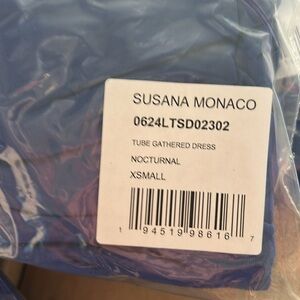 SUSANA MONACO
0624LTSD02302
TUBE GATHERED DRESS
NOCTURNAL
XSMALL
1 94519 98616 7